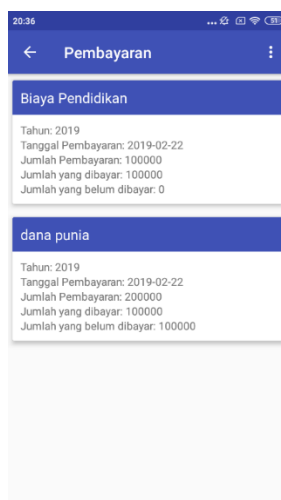 20:36
... 51
Pembayaran
Biaya Pendidikan
Tahun: 2019
Tanggal Pembayaran: 2019-02-22
Jumlah Pembayaran: 100000
Jumlah yang dibayar: 100000
Jumlah yang belum dibayar: 0
dana punia
Tahun: 2019
Tanggal Pembayaran: 2019-02-22
Jumlah Pembayaran: 200000
Jumlah yang dibayar: 100000
Jumlah yang belum dibayar: 100000